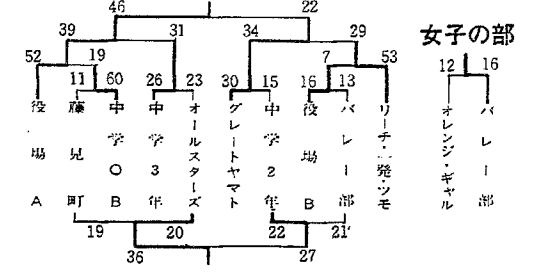 46 22
39 31 34 29
52 19 7 53
11 60 26 23 30 15 16 13
役場A
藤見町
中学OB
中学3年
オールスターズ
グレートヤマト
中学2年
役場B
バレー部
リーチ・一発・ツモ
19 20 22 21
36 27
女子の部
12 16
オレンジ・ギャル
バレー部